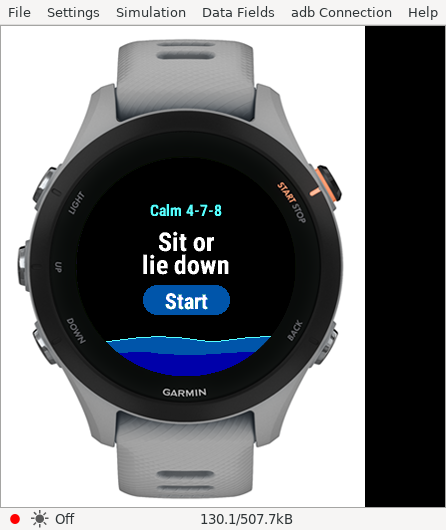 File Settings Simulation Data Fields adb Connection Help
START STOP
LIGHT
Calm 4-7-8
Sit or
lie down
UP
Start
DOWN
BACK
GARMIN
Off 130.1/507.7kB